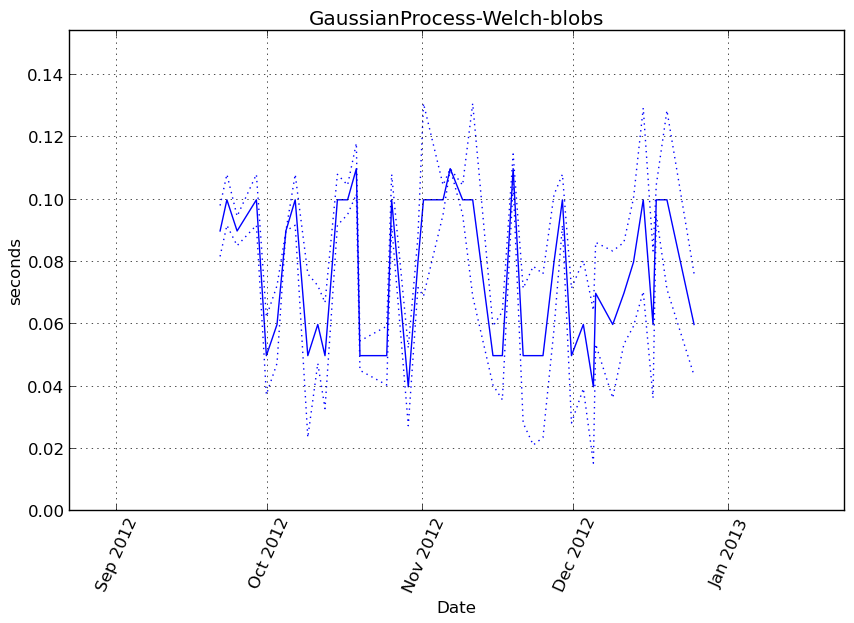 GaussianProcess-Welch-blobs
0.14
0.12
0.10
0.08
0.06
0.04
0.02
0.00
seconds
Sep 2012
Oct 2012
Nov 2012
Dec 2012
Jan 2013
Date